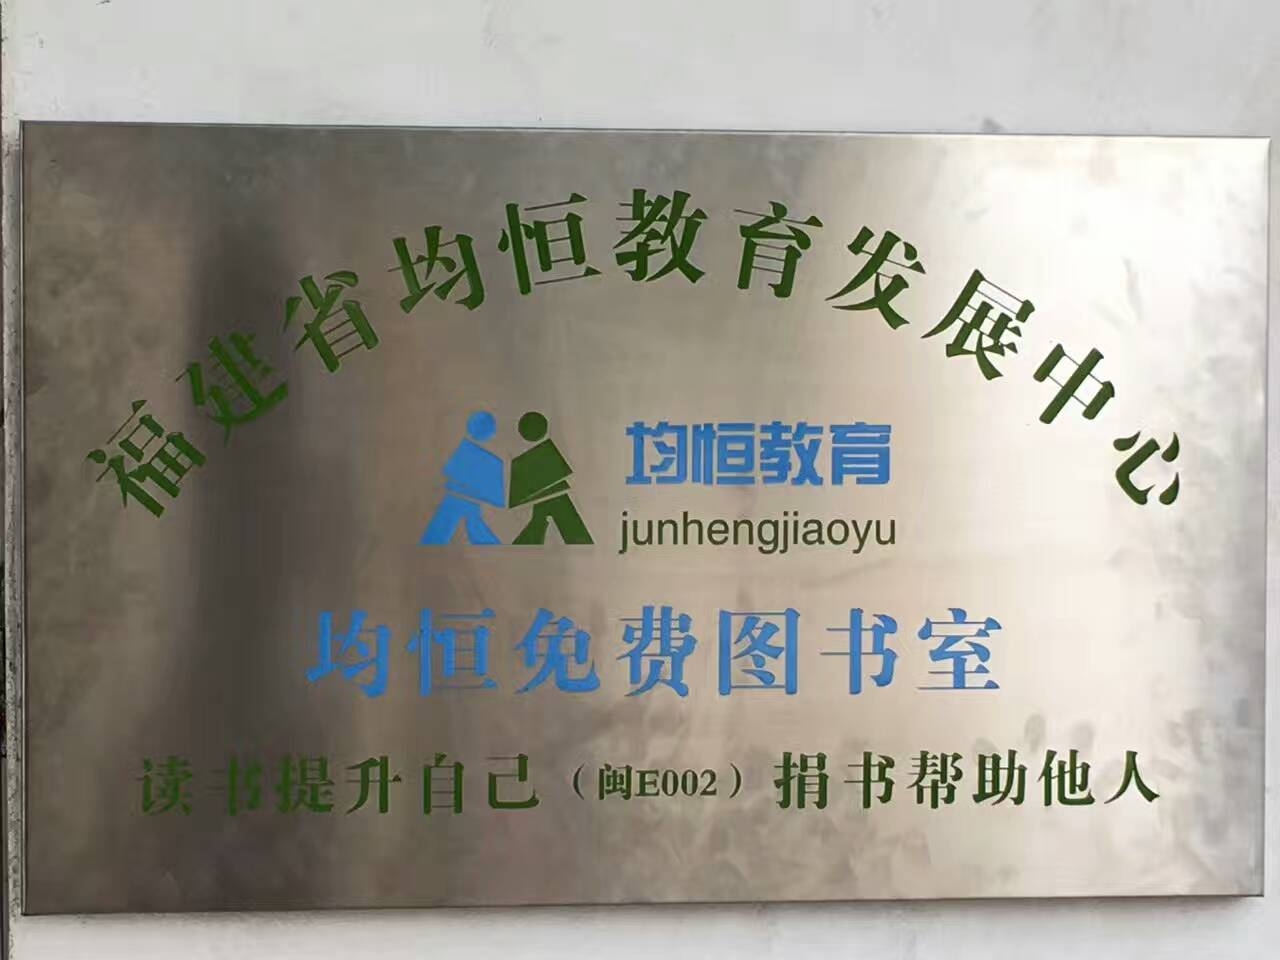 福建省均恒教育发展中心
均恒教育
junhengjiaoyu
均恒免费图书室
读书提升自己（闽E002）捐书帮助他人